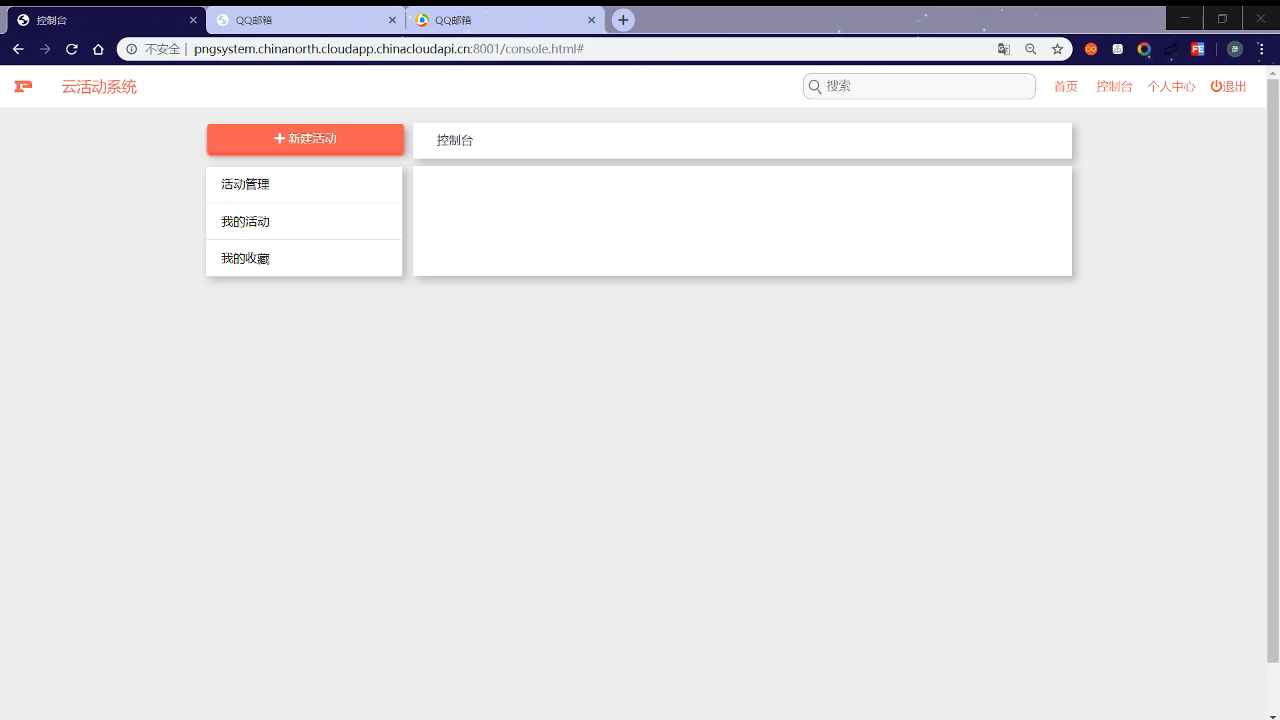 控制台
QQ邮箱
QQ邮箱
不安全 | pngsystem.chinanorth.cloudapp.chinacloudapi.cn:8001/console.html#
云活动系统
搜索
首页 控制台 个人中心 退出
新建活动
控制台
活动管理
我的活动
我的收藏